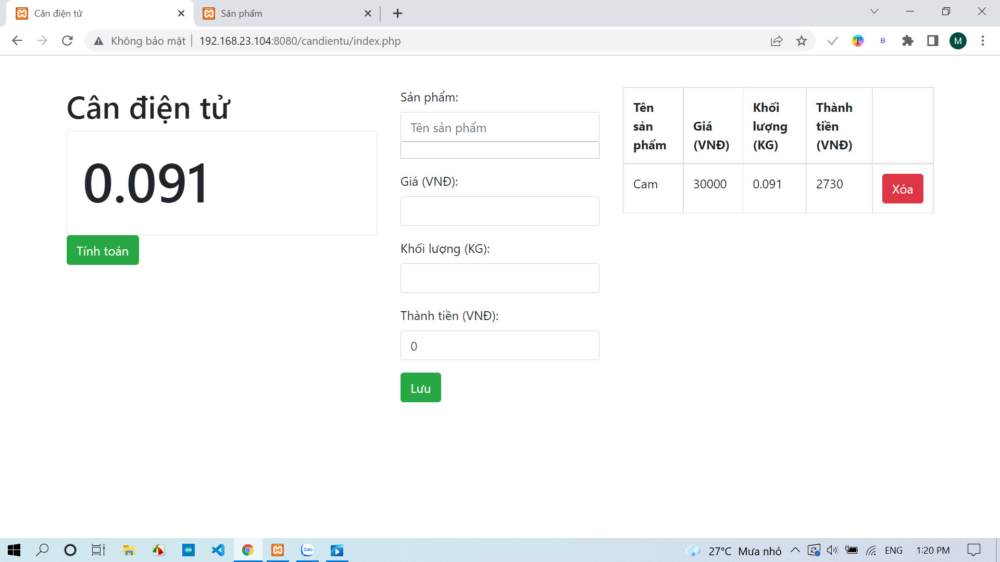 Cân điện tử
Sản phẩm
Không bảo mật
192.168.23.104:8080/candientu/index.php
B
M
Cân điện tử
0.091
Tính toán
Sản phẩm:
Tên sản phẩm
Giá (VNĐ):
Khối lượng (KG):
Thành tiền (VNĐ):
0
Lưu
Tên sản phẩm
Giá (VNĐ)
Khối lượng (KG)
Thành tiền (VNĐ)
Cam
30000
0.091
2730
Xóa
Zalo
27°C Mưa nhỏ
ENG
1:20 PM